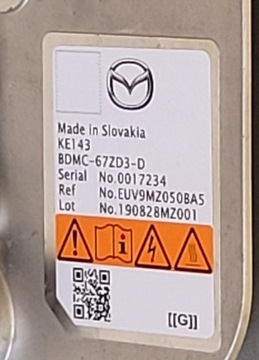 Made in Slovakia
KE143
BDMC-67ZD3-D
Serial No.0017234
Ref No.EUV9MZ050BA5
Lot No.190828MZ001
[[G]]